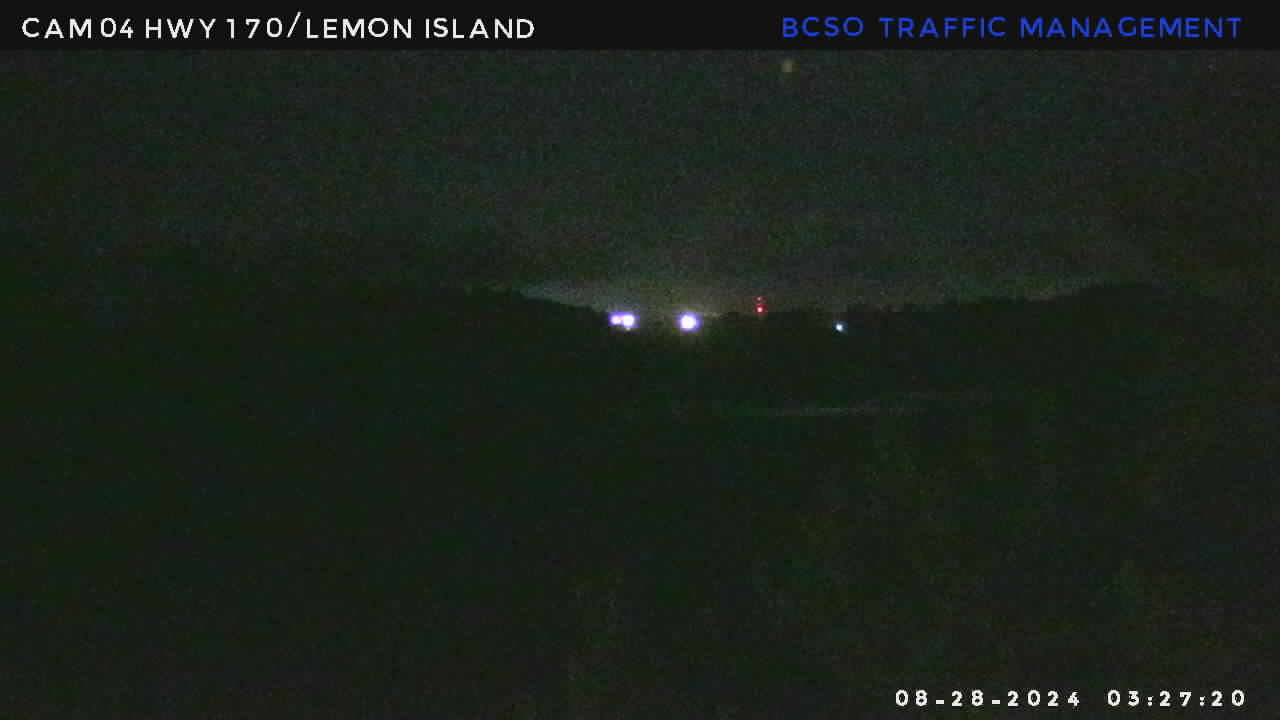 CAM04 HWY 170/LEMON ISLAND
BCSO TRAFFIC MANAGEMENT
08-28-2024 03:27:20